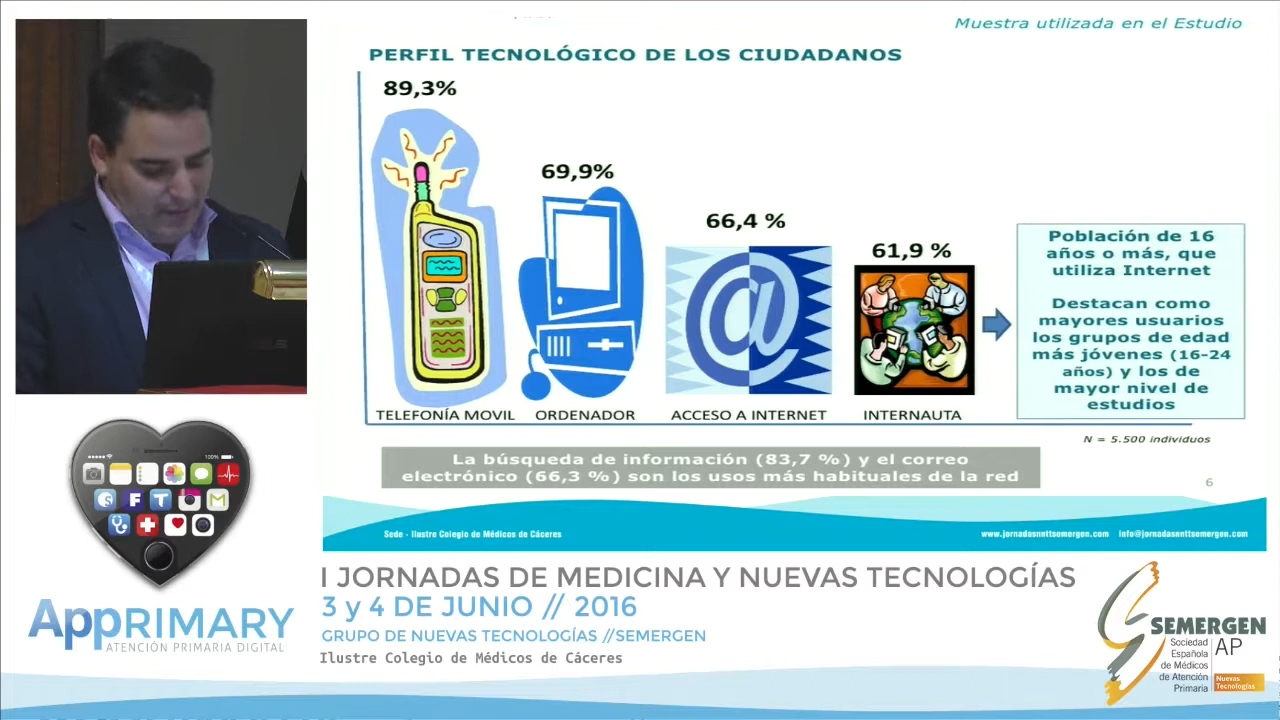 Muestra utilizada en el Estudio
PERFIL TECNOLÓGICO DE LOS CIUDADANOS
89,3%
69,9%
66,4 %
61,9 %
TELEFONÍA MOVIL
ORDENADOR
ACCESO A INTERNET
INTERNAUTA
Población de 16
años o más, que
utiliza Internet
Destacan como
mayores usuarios
los grupos de edad
más jóvenes (16-24
años) y los de
mayor nivel de
estudios
N = 5.500 individuos
La búsqueda de información (83,7 %) y el correo
electrónico (66,3 %) son los usos más habituales de la red
6
Sede - Ilustre Colegio de Médicos de Cáceres
www.jornadasnnttsemergen.com info@jornadasnnttsemergen.com
100%
F
T
M
AppRIMARY
ATENCIÓN PRIMARIA DIGITAL
I JORNADAS DE MEDICINA Y NUEVAS TECNOLOGÍAS
3 y 4 DE JUNIO // 2016
GRUPO DE NUEVAS TECNOLOGÍAS //SEMERGEN
Ilustre Colegio de Médicos de Cáceres
SEMERGEN
Sociedad
Española
de Médicos
de Atención
Primaria
AP
Nuevas
Tecnologías